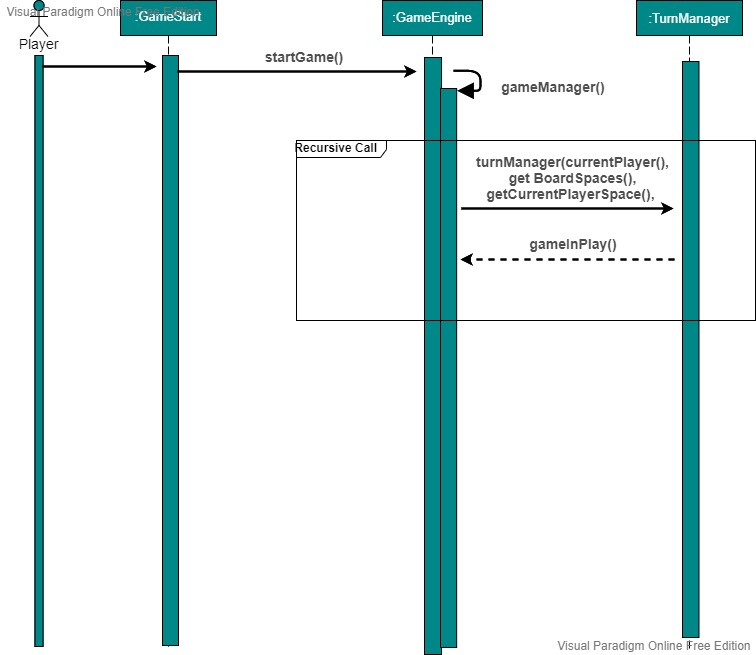 Visual Paradigm Online Free Edition
:GameStart
:GameEngine
:TurnManager
Player
startGame()
gameManager()
Recursive Call
turnManager(currentPlayer(),
get BoardSpaces(),
getCurrentPlayerSpace(),
gameInPlay()
Visual Paradigm Online Free Edition